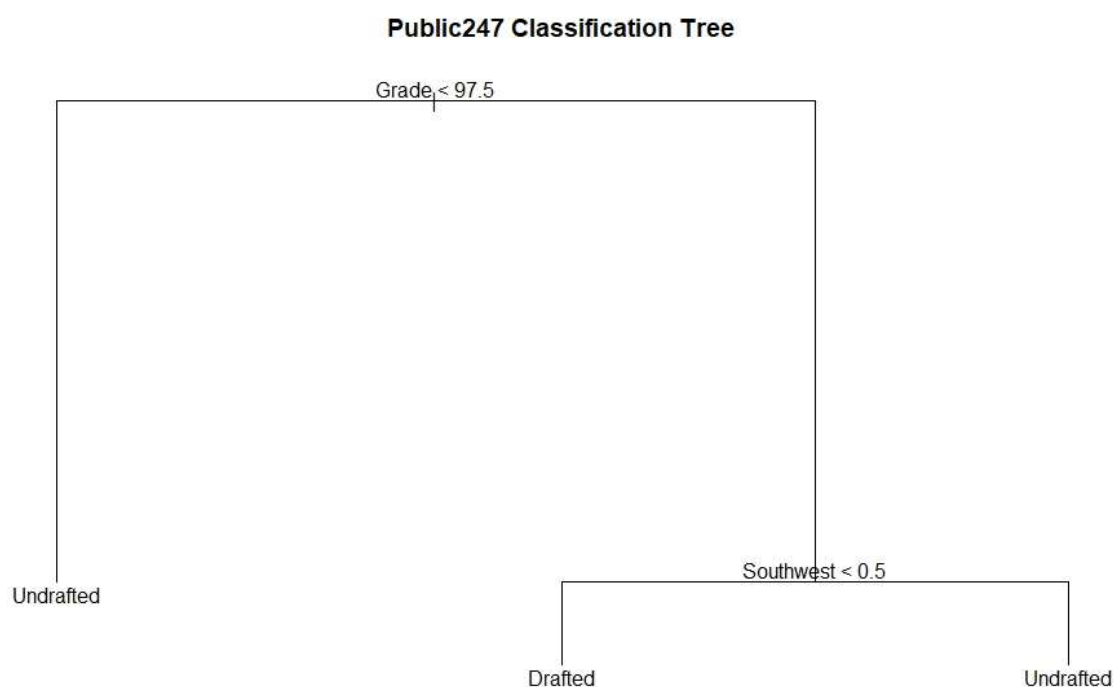 Public247 Classification Tree
Grade < 97.5
Southwest < 0.5
Undrafted
Drafted
Undrafted